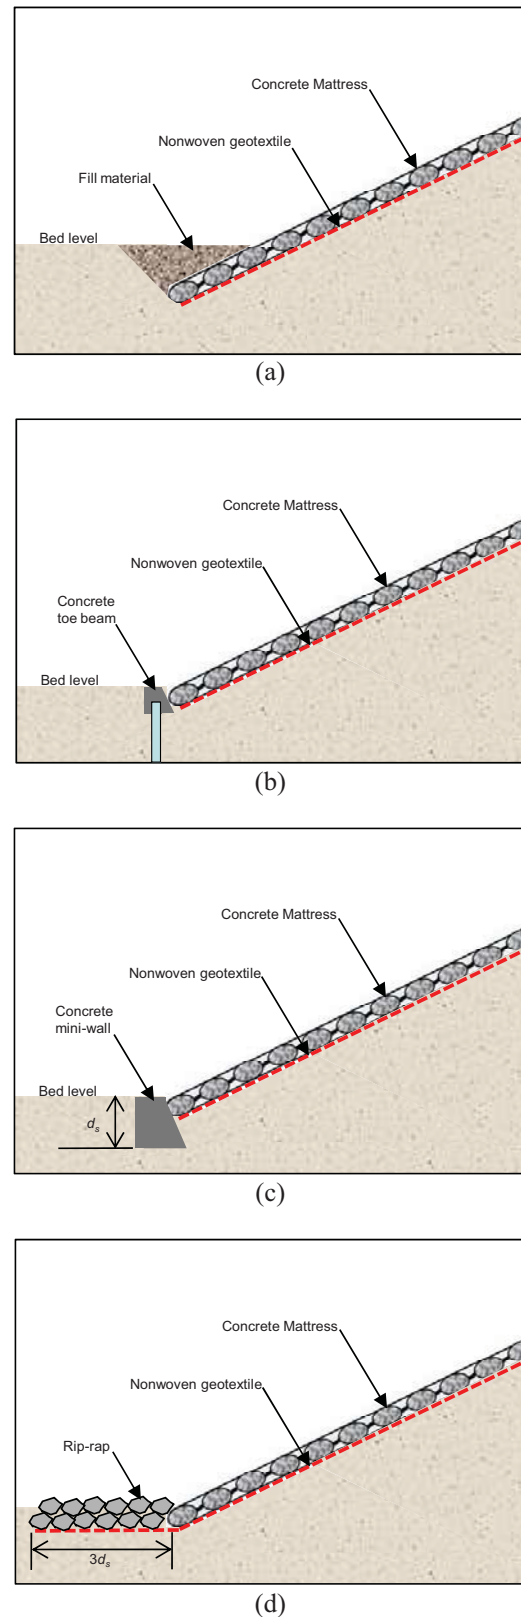 Concrete Mattress
Nonwoven geotextile
Fill material
Bed level
(a)
Concrete Mattress
Nonwoven geotextile
Concrete
toe beam
Bed level
(b)
Concrete Mattress
Nonwoven geotextile
Concrete
mini-wall
Bed level
ds
(c)
Concrete Mattress
Nonwoven geotextile
Rip-rap
3ds
(d)